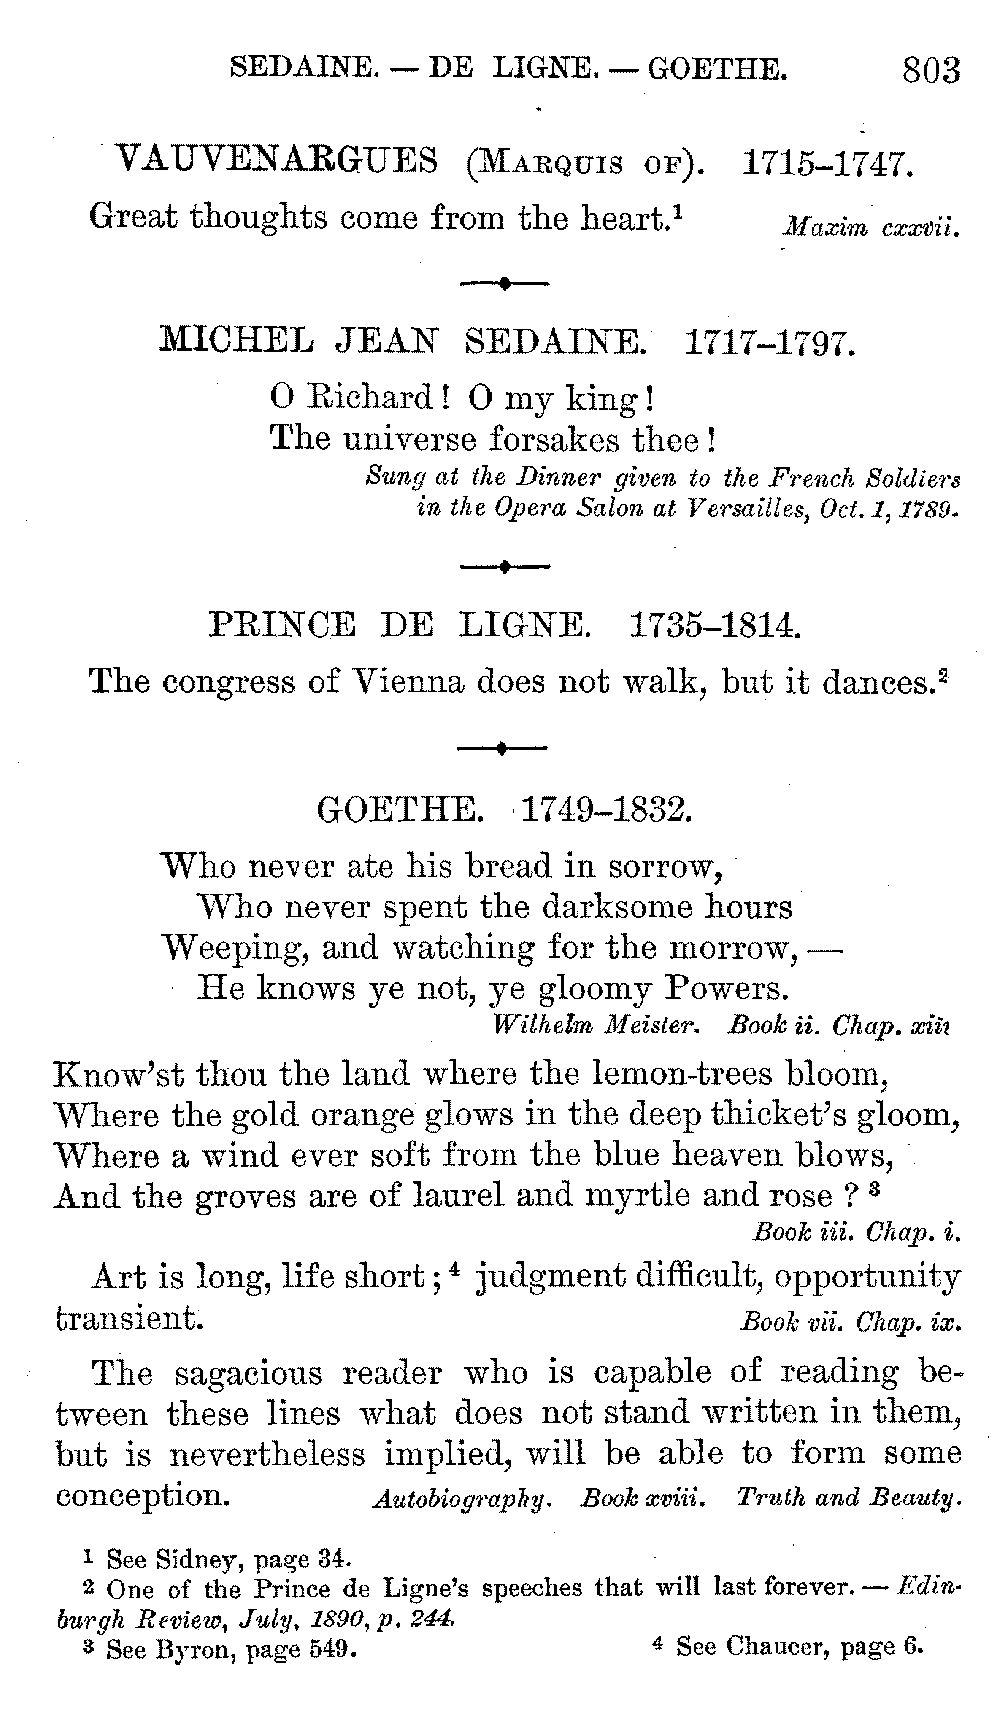 SEDAINE. — DE LIGNE. — GOETHE. 803
VAUVENARGUES (MARQUIS OF). 1715–1747.
Great thoughts come from the heart.¹ Maxim cxxvii.
MICHEL JEAN SEDAINE. 1717–1797.
O Richard! O my king!
The universe forsakes thee!
Sung at the Dinner given to the French Soldiers
in the Opera Salon at Versailles, Oct. 1, 1789.
PRINCE DE LIGNE. 1735–1814.
The congress of Vienna does not walk, but it dances.²
GOETHE. 1749–1832.
Who never ate his bread in sorrow,
Who never spent the darksome hours
Weeping, and watching for the morrow, —
He knows ye not, ye gloomy Powers.
Wilhelm Meister. Book ii. Chap. xiii
Know'st thou the land where the lemon-trees bloom,
Where the gold orange glows in the deep thicket's gloom,
Where a wind ever soft from the blue heaven blows,
And the groves are of laurel and myrtle and rose?³
Book iii. Chap. i.
Art is long, life short;⁴ judgment difficult, opportunity
transient. Book vii. Chap. ix.
The sagacious reader who is capable of reading be-
tween these lines what does not stand written in them,
but is nevertheless implied, will be able to form some
conception. Autobiography. Book xviii. Truth and Beauty.
¹ See Sidney, page 34.
² One of the Prince de Ligne's speeches that will last forever. — Edin-
burgh Review, July, 1890, p. 244.
³ See Byron, page 549. ⁴ See Chaucer, page 6.